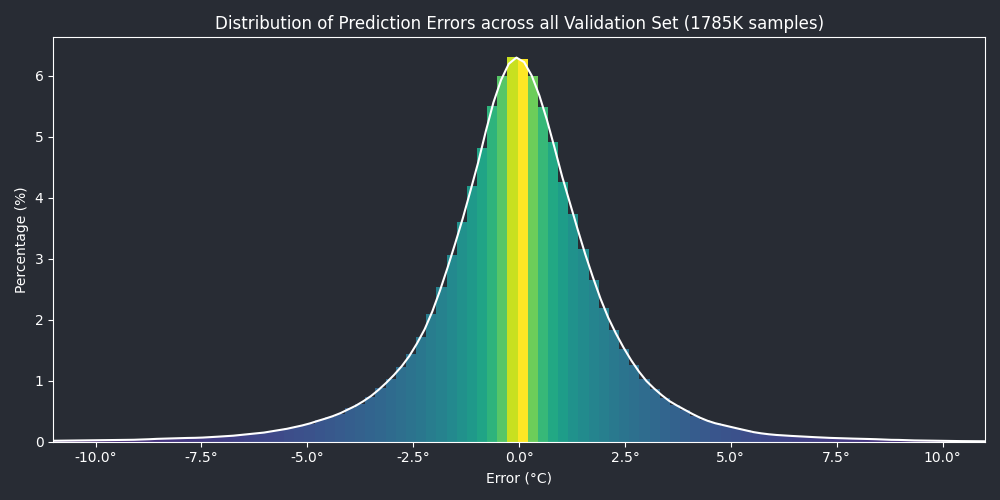 Distribution of Prediction Errors across all Validation Set (1785K samples)
Percentage (%)
6
5
4
3
2
1
0
-10.0° -7.5° -5.0° -2.5° 0.0° 2.5° 5.0° 7.5° 10.0°
Error (°C)